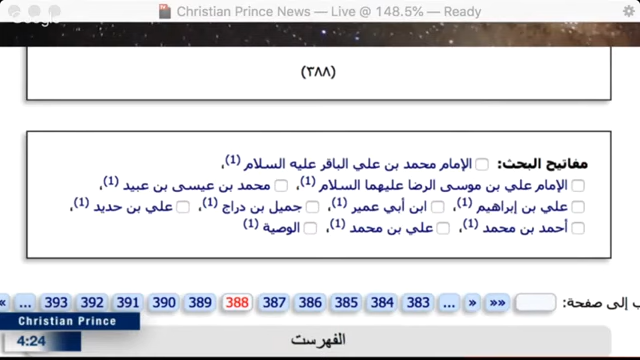 Christian Prince News — Live @ 148.5% — Ready
(٣٨٨)
مفاتيح البحث: الإمام محمد بن علي الباقر عليه السلام (1)،
الإمام علي بن موسى الرضا عليهما السلام (1)، محمد بن عيسى بن عبيد (1)،
علي بن إبراهيم (1)، ابن أبي عمير (1)، جميل بن دراج (1)، علي بن حديد (1)،
أحمد بن محمد (1)، علي بن محمد (1)، الوصية (1)
ب إلى صفحة: »» » ... 383 384 385 386 387 388 389 390 391 392 393 ... «
Christian Prince
4:24
الفهرست